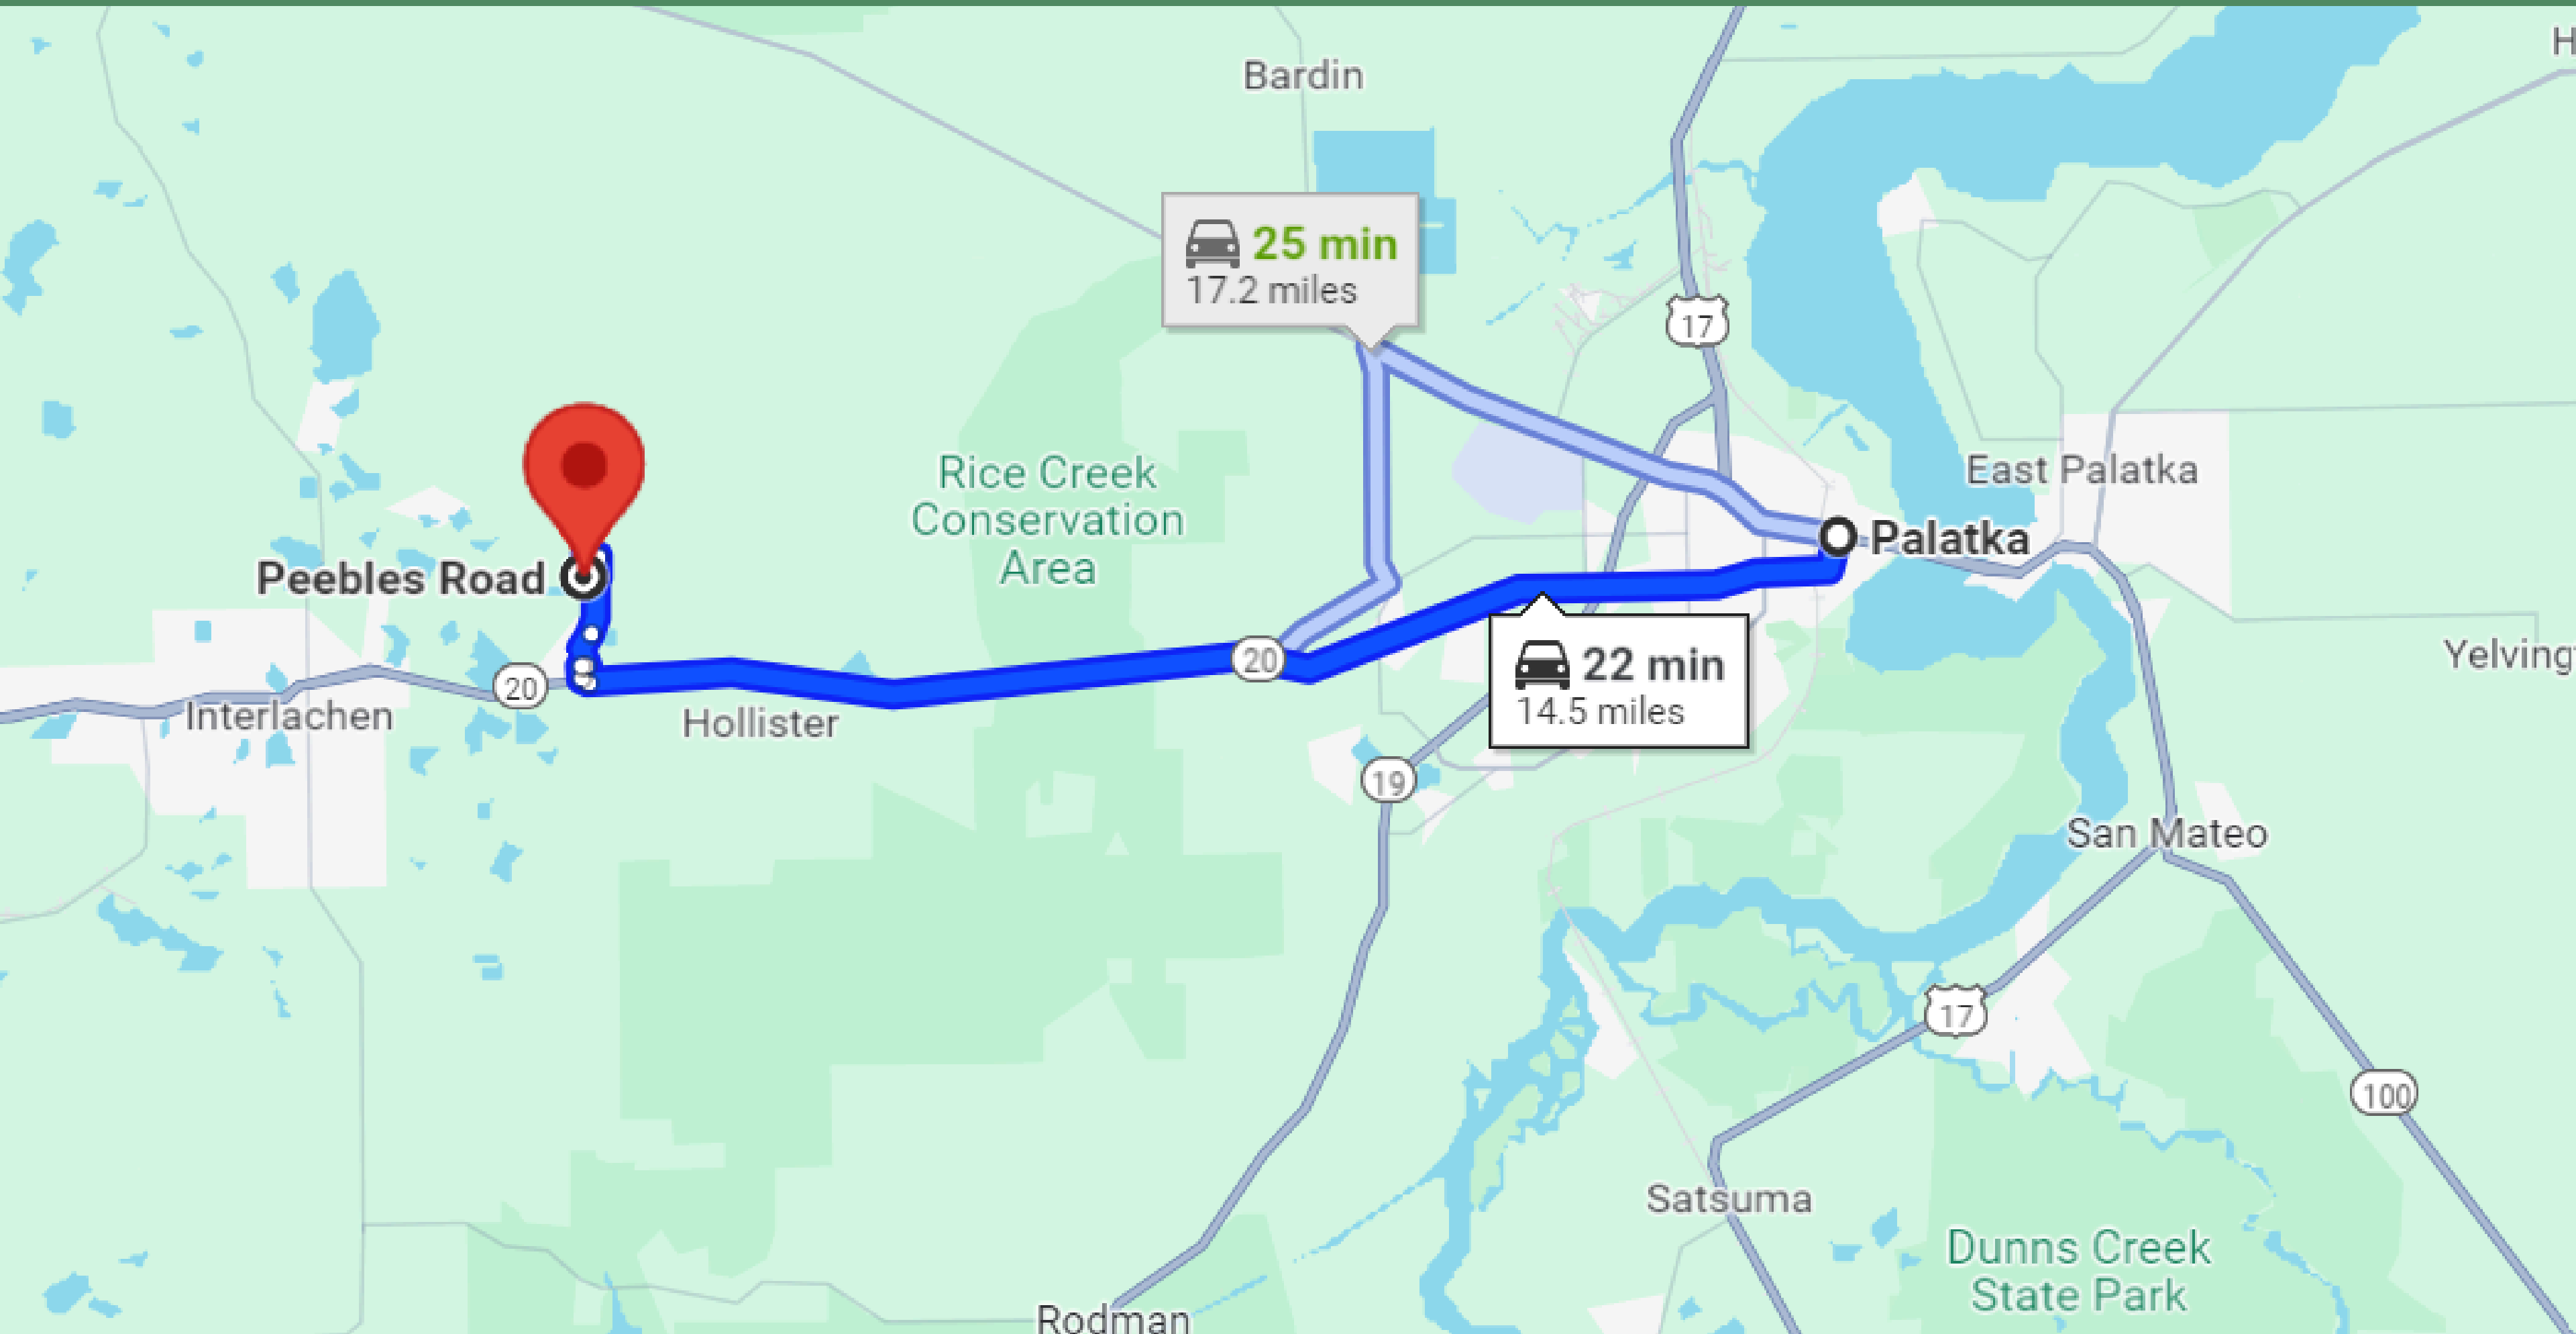 H
Bardin
25 min
17.2 miles
17
Rice Creek
Conservation
Area
East Palatka
Palatka
Peebles Road
20
22 min
14.5 miles
20
Interlachen
Hollister
Yelving
19
San Mateo
17
100
Satsuma
Dunns Creek
State Park
Rodman